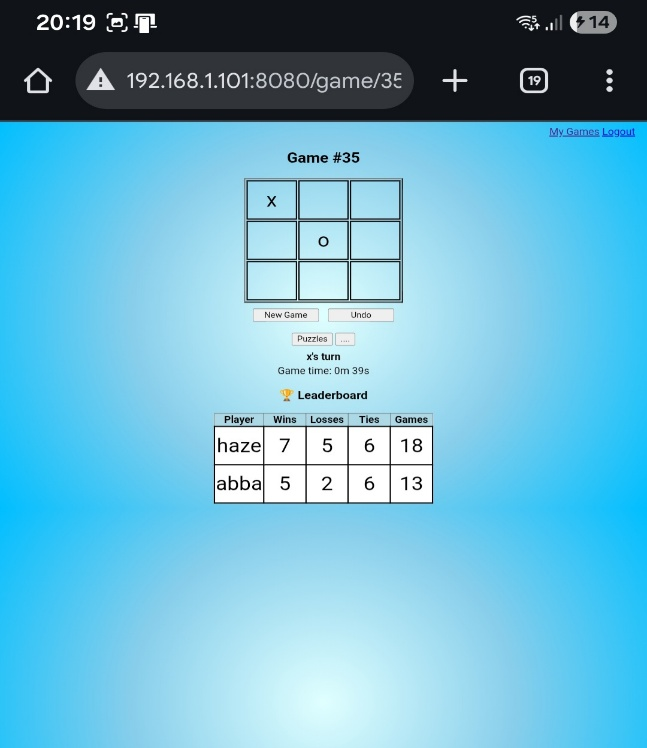 20:19 5 14
192.168.1.101:8080/game/35 19
My Games Logout
Game #35
X
O
New Game Undo
Puzzles ....
x's turn
Game time: 0m 39s
🏆 Leaderboard
Player Wins Losses Ties Games
haze 7 5 6 18
abba 5 2 6 13